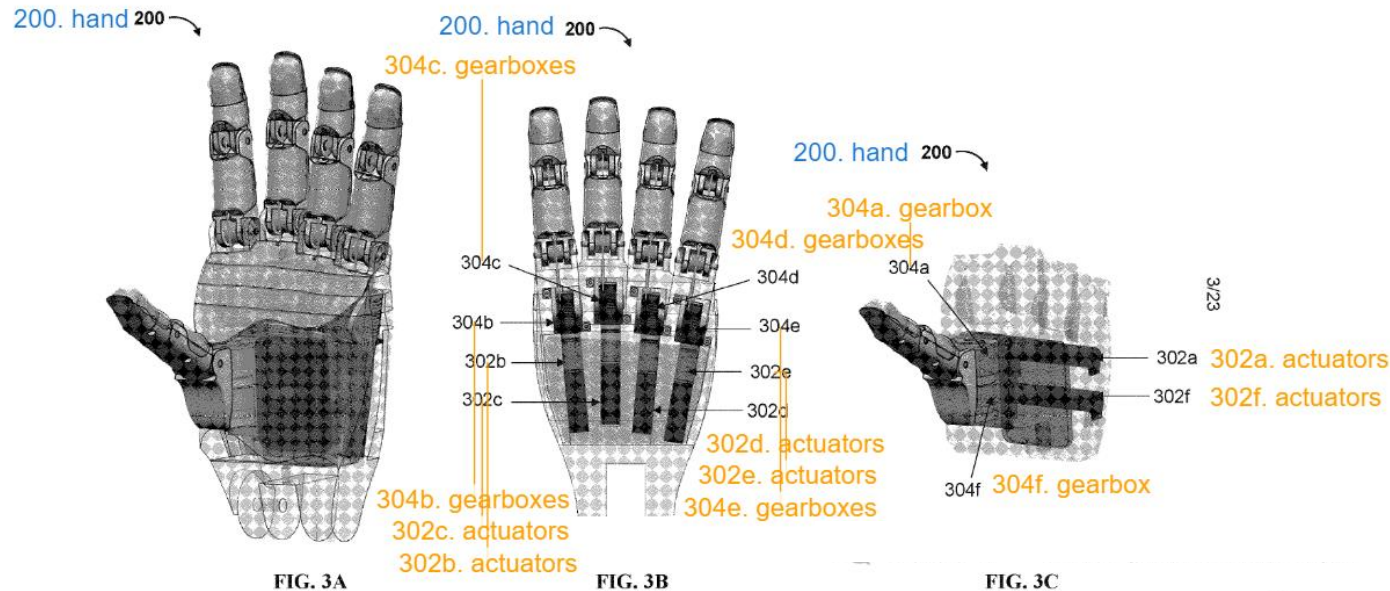 200. hand 200
200. hand 200
304c. gearboxes
200. hand 200
304a. gearbox
304d. gearboxes
304c
304d
304a
3/23
304b
304e
302b
302e
302a 302a. actuators
302c
302d
302f 302f. actuators
302d. actuators
302e. actuators
304f 304f. gearbox
304b. gearboxes
304e. gearboxes
302c. actuators
302b. actuators
FIG. 3A
FIG. 3B
FIG. 3C